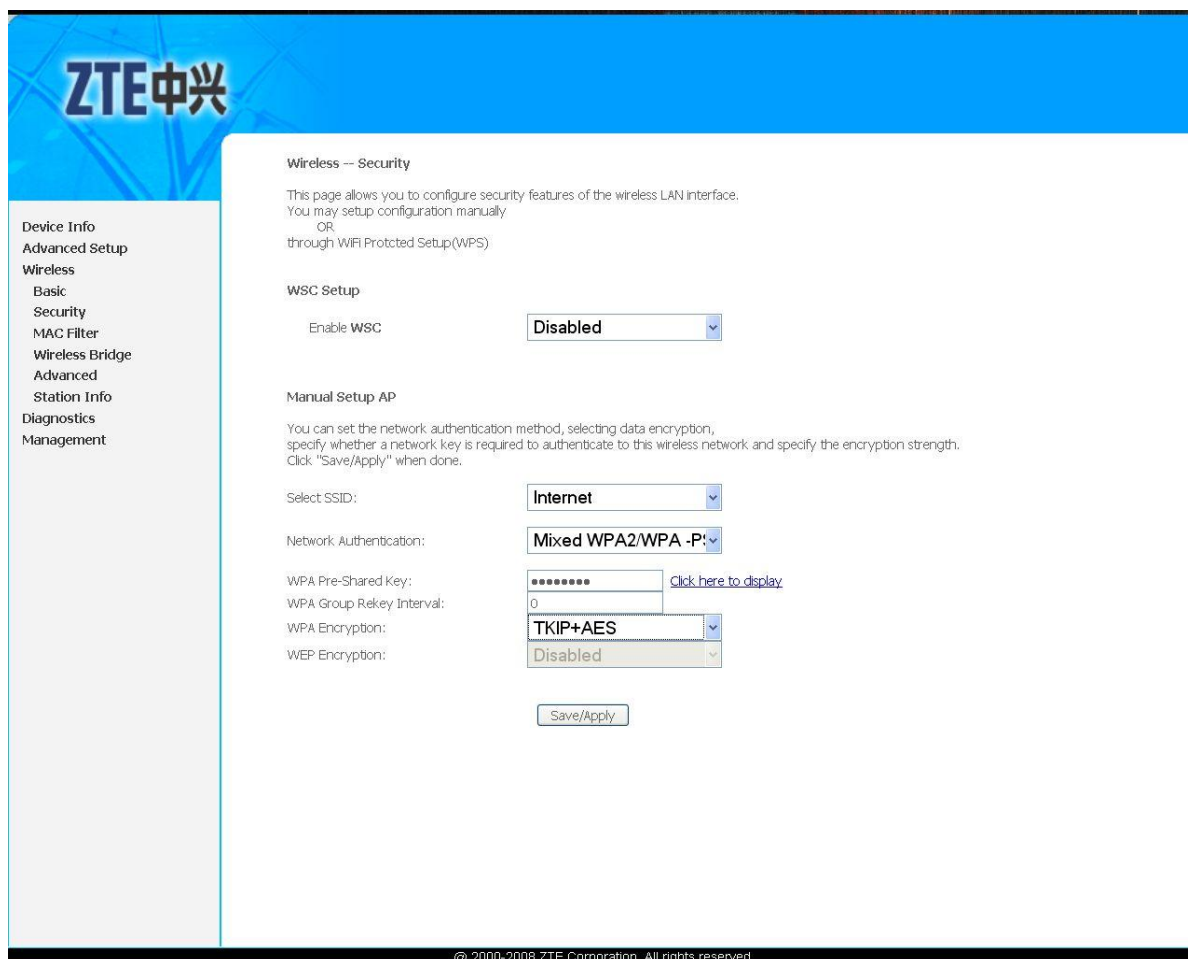 ZTE中兴
Device Info
Advanced Setup
Wireless
Basic
Security
MAC Filter
Wireless Bridge
Advanced
Station Info
Diagnostics
Management
Wireless -- Security
This page allows you to configure security features of the wireless LAN interface.
You may setup configuration manually
OR
through WiFi Protcted Setup(WPS)
WSC Setup
Enable WSC Disabled
Manual Setup AP
You can set the network authentication method, selecting data encryption,
specify whether a network key is required to authenticate to this wireless network and specify the encryption strength.
Click "Save/Apply" when done.
Select SSID: Internet
Network Authentication: Mixed WPA2/WPA -PS
WPA Pre-Shared Key: •••••••• Click here to display
WPA Group Rekey Interval: 0
WPA Encryption: TKIP+AES
WEP Encryption: Disabled
Save/Apply
@ 2000-2008 ZTE Corporation. All rights reserved